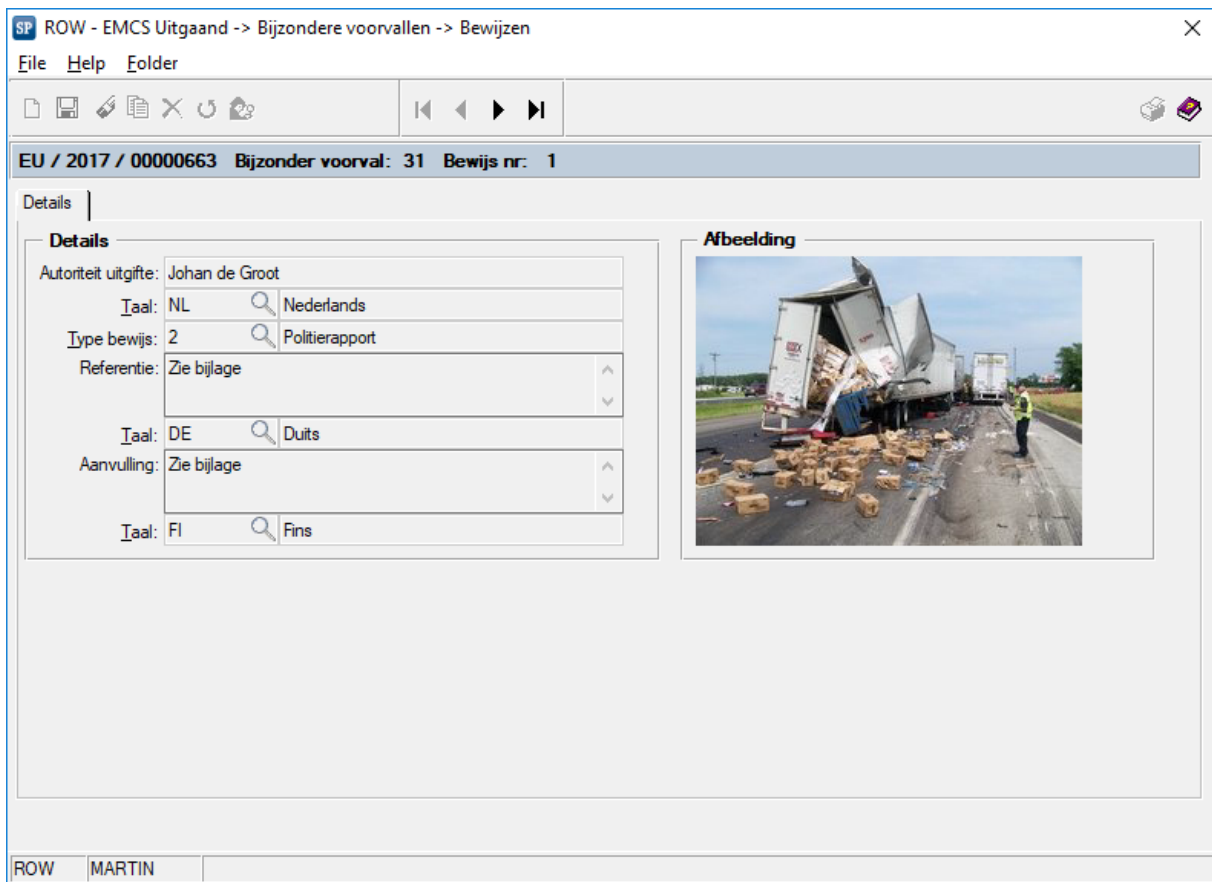 SP ROW - EMCS Uitgaand -> Bijzondere voorvallen -> Bewijzen
File Help Folder
EU / 2017 / 00000663 Bijzonder voorval: 31 Bewijs nr: 1
Details
Details
Autoriteit uitgifte: Johan de Groot
Taal: NL Nederlands
Type bewijs: 2 Politierapport
Referentie: Zie bijlage
Taal: DE Duits
Aanvulling: Zie bijlage
Taal: FI Fins
Afbeelding
ROW MARTIN